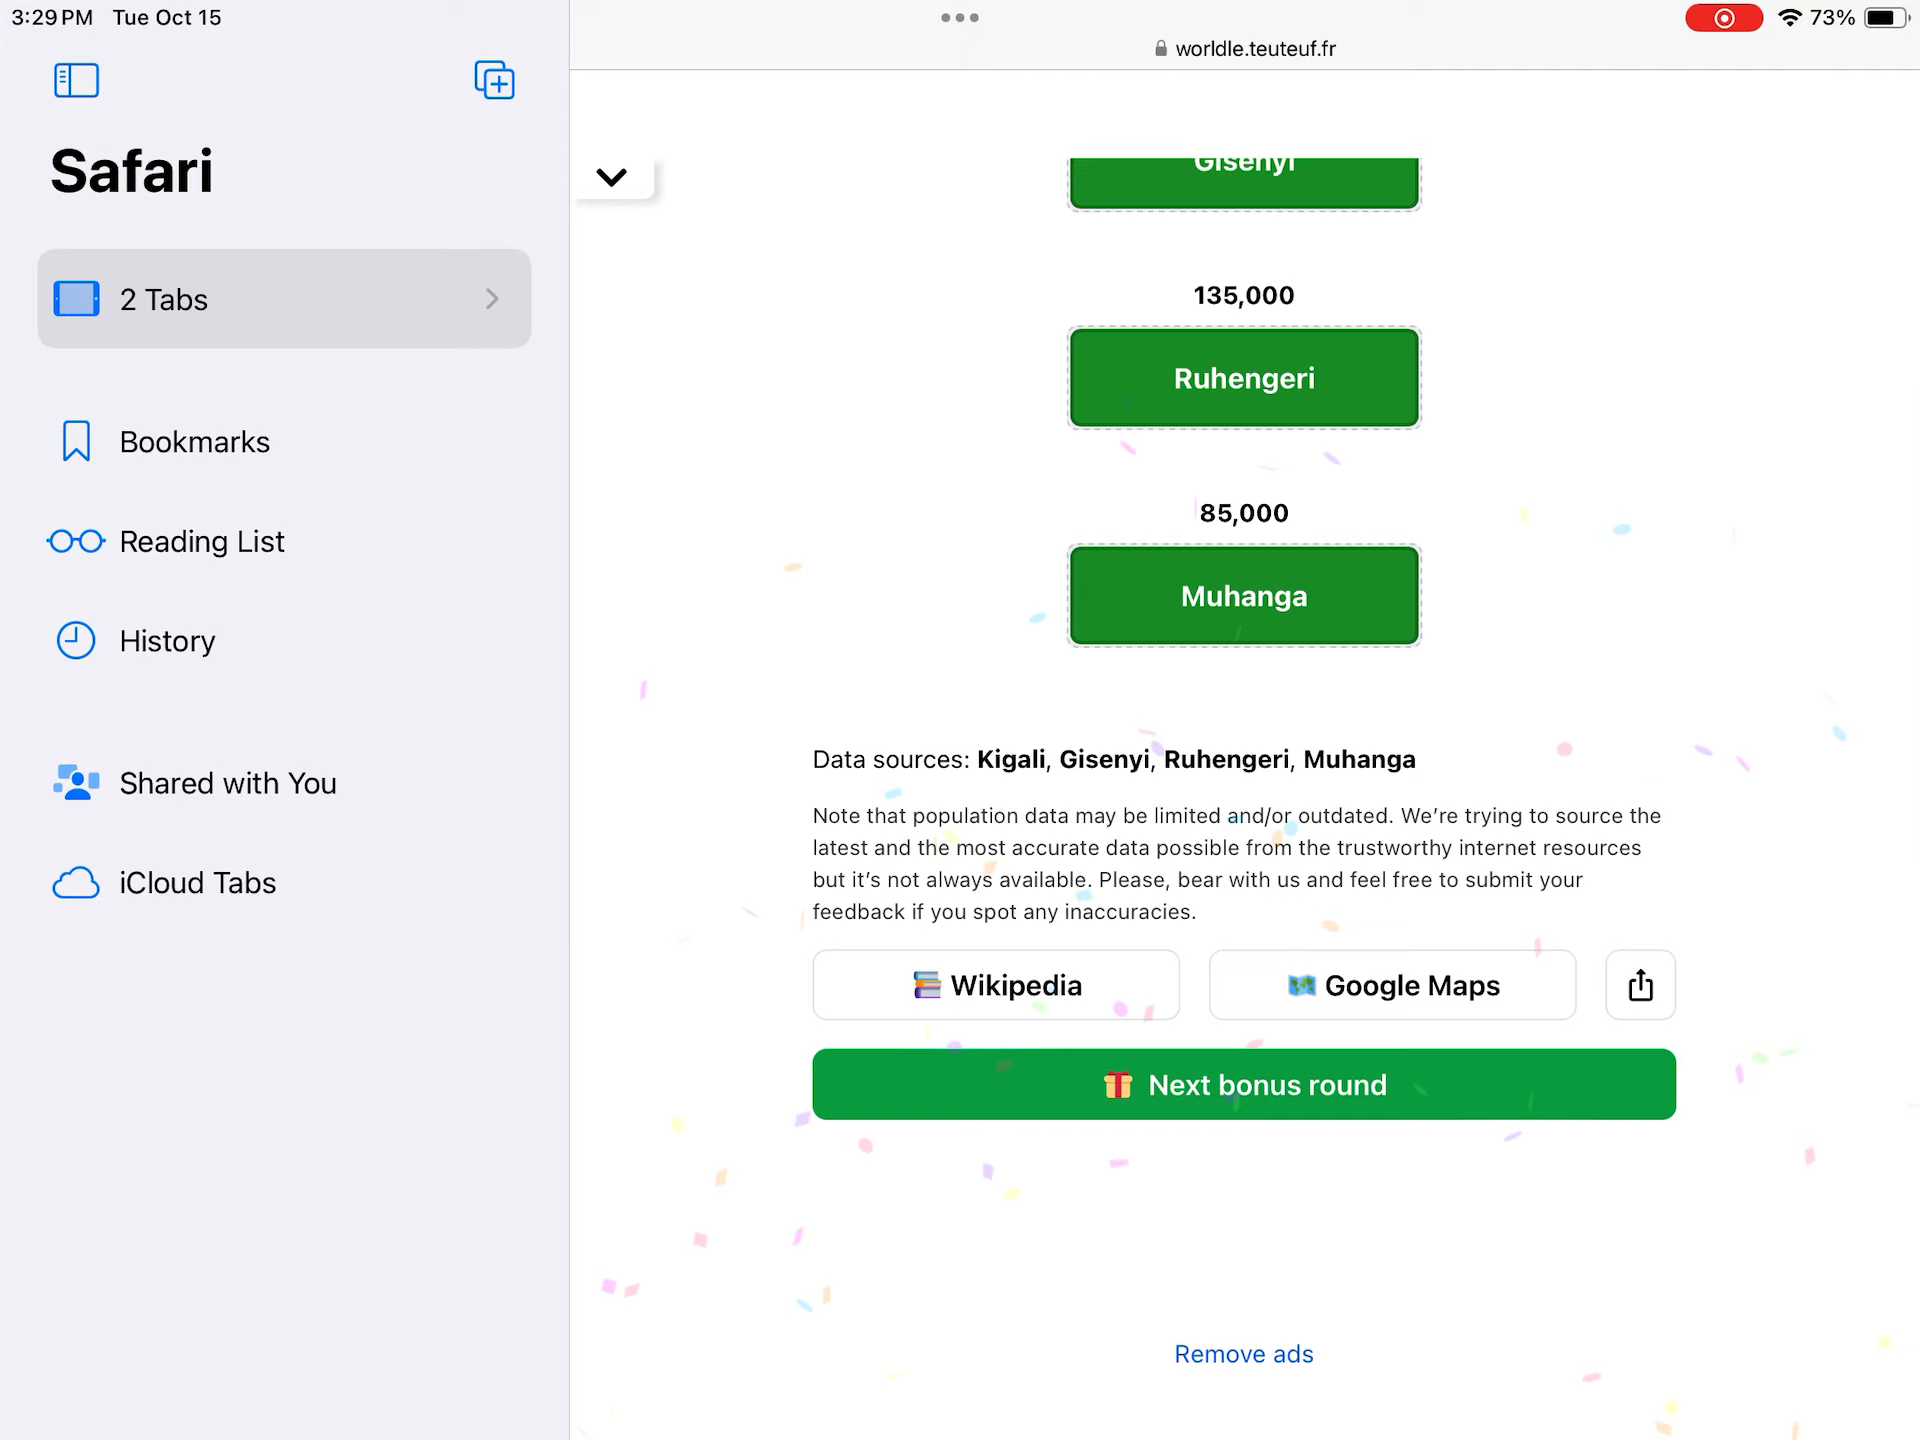 3:29 PM Tue Oct 15
73%
worldle.teuteuf.fr
Safari
2 Tabs
Bookmarks
Reading List
History
Shared with You
iCloud Tabs
Gisenyi
135,000
Ruhengeri
85,000
Muhanga
Data sources: Kigali, Gisenyi, Ruhengeri, Muhanga
Note that population data may be limited and/or outdated. We’re trying to source the
latest and the most accurate data possible from the trustworthy internet resources
but it’s not always available. Please, bear with us and feel free to submit your
feedback if you spot any inaccuracies.
Wikipedia
Google Maps
Next bonus round
Remove ads